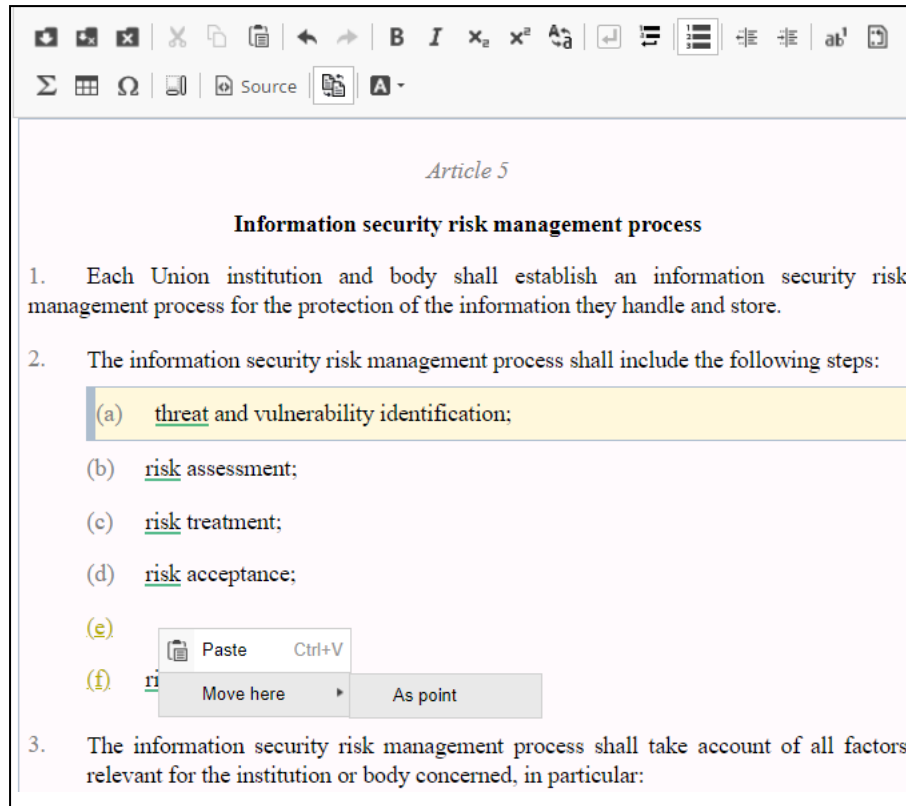 B I x₂ x² ab¹
Σ Ω Source A
Article 5
Information security risk management process
1. Each Union institution and body shall establish an information security risk
management process for the protection of the information they handle and store.
2. The information security risk management process shall include the following steps:
(a) threat and vulnerability identification;
(b) risk assessment;
(c) risk treatment;
(d) risk acceptance;
(e)
Paste Ctrl+V
(f)
Move here As point
3. The information security risk management process shall take account of all factors
relevant for the institution or body concerned, in particular: